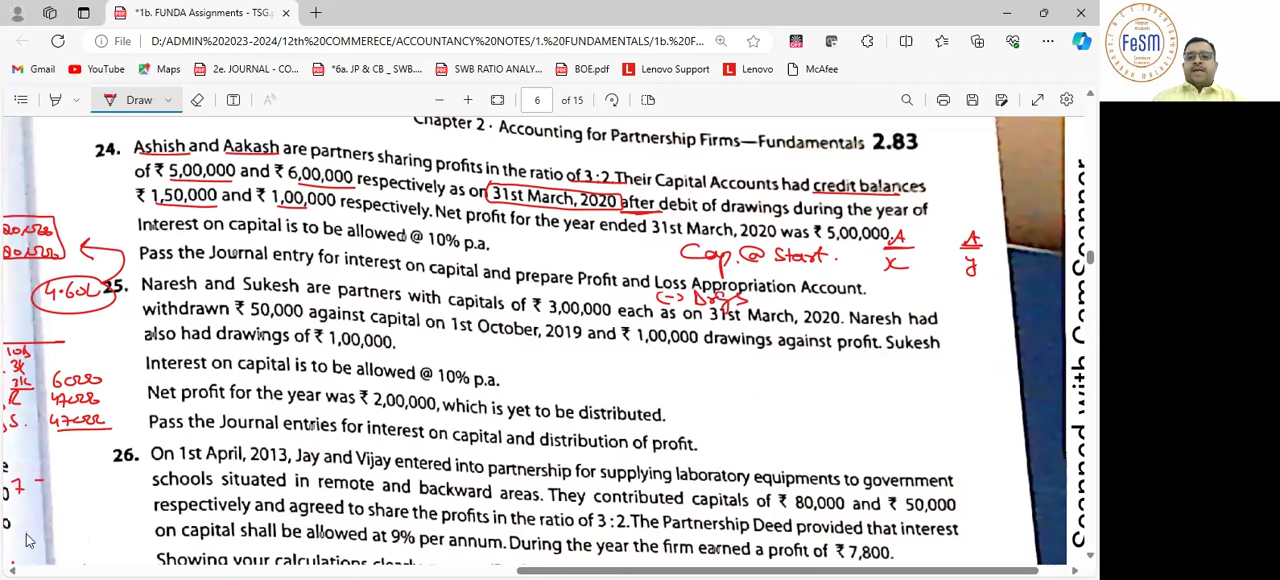 *1b. FUNDA Assignments - TSG.
File
D:/ADMIN%202023-2024/12th%20COMMERECE/ACCOUNTANCY%20NOTES/1.%20FUNDAMENTALS/1b.%20F...
Gmail YouTube Maps 2e. JOURNAL - CO... *6a. JP & CB _SWB.... SWB RATIO ANALY... BOE.pdf Lenovo Support Lenovo McAfee
Draw 6 of 15
FeSM
Chapter 2 · Accounting for Partnership Firms—Fundamentals 2.83
24. Ashish and Aakash are partners sharing profits in the ratio of 3:2. Their Capital Accounts had credit balances
of ₹ 5,00,000 and ₹ 6,00,000 respectively as on 31st March, 2020 after debit of drawings during the year of
₹ 1,50,000 and ₹ 1,00,000 respectively. Net profit for the year ended 31st March, 2020 was ₹ 5,00,000.
Interest on capital is to be allowed @ 10% p.a.
Pass the Journal entry for interest on capital and prepare Profit and Loss Appropriation Account.
Cap. @ Start.
A A
x y
(-) Drgs
4.60L
25. Naresh and Sukesh are partners with capitals of ₹ 3,00,000 each as on 31st March, 2020. Naresh had
withdrawn ₹ 50,000 against capital on 1st October, 2019 and ₹ 1,00,000 drawings against profit. Sukesh
also had drawings of ₹ 1,00,000.
Interest on capital is to be allowed @ 10% p.a.
Net profit for the year was ₹ 2,00,000, which is yet to be distributed.
Pass the Journal entries for interest on capital and distribution of profit.
26. On 1st April, 2013, Jay and Vijay entered into partnership for supplying laboratory equipments to government
schools situated in remote and backward areas. They contributed capitals of ₹ 80,000 and ₹ 50,000
respectively and agreed to share the profits in the ratio of 3:2. The Partnership Deed provided that interest
on capital shall be allowed at 9% per annum. During the year the firm earned a profit of ₹ 7,800.
Showing your calculations clearly
Scanned with CamScanner